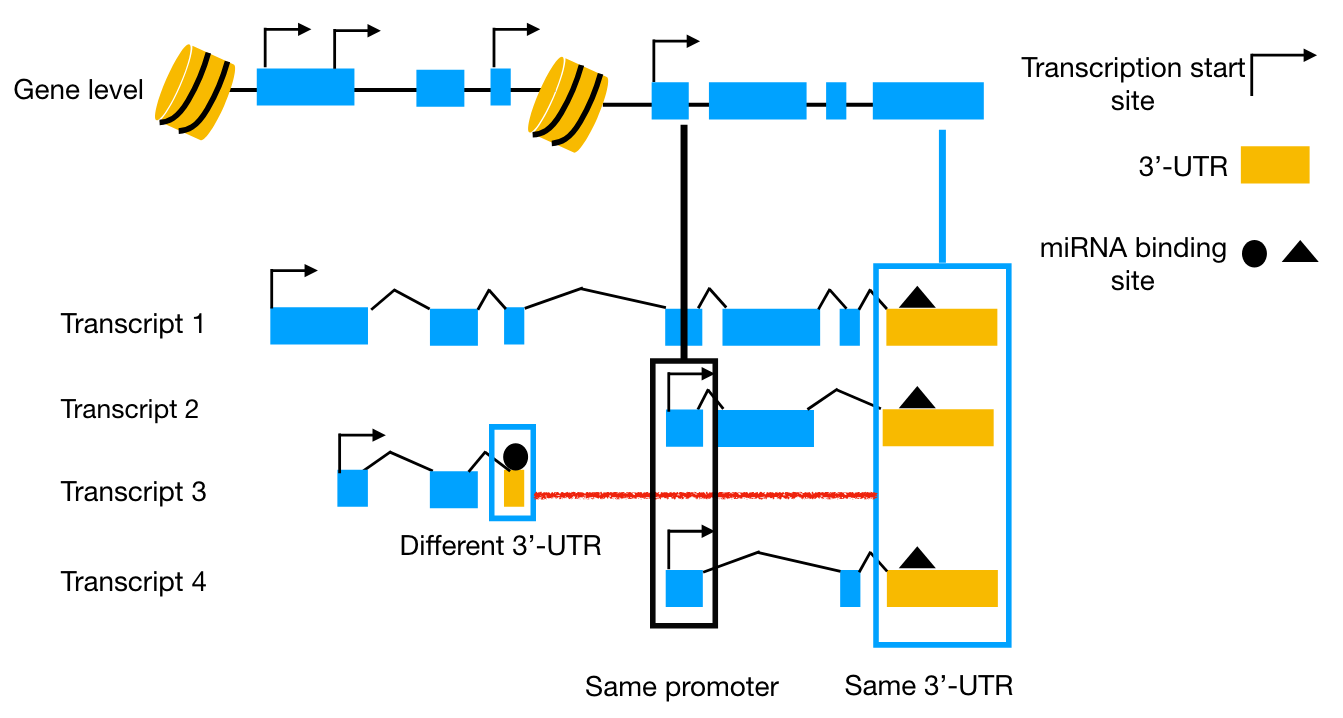 Gene level
Transcription start
site
3’-UTR
miRNA binding
site
Transcript 1
Transcript 2
Transcript 3
Different 3’-UTR
Transcript 4
Same promoter
Same 3’-UTR